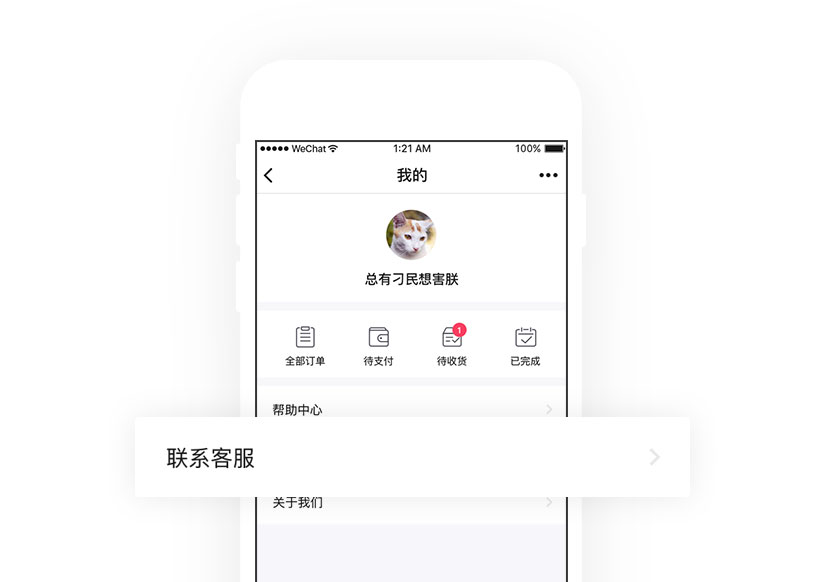 WeChat 1:21 AM 100%
我的
总有刁民想害朕
1
全部订单 待支付 待收货 已完成
帮助中心
联系客服
关于我们